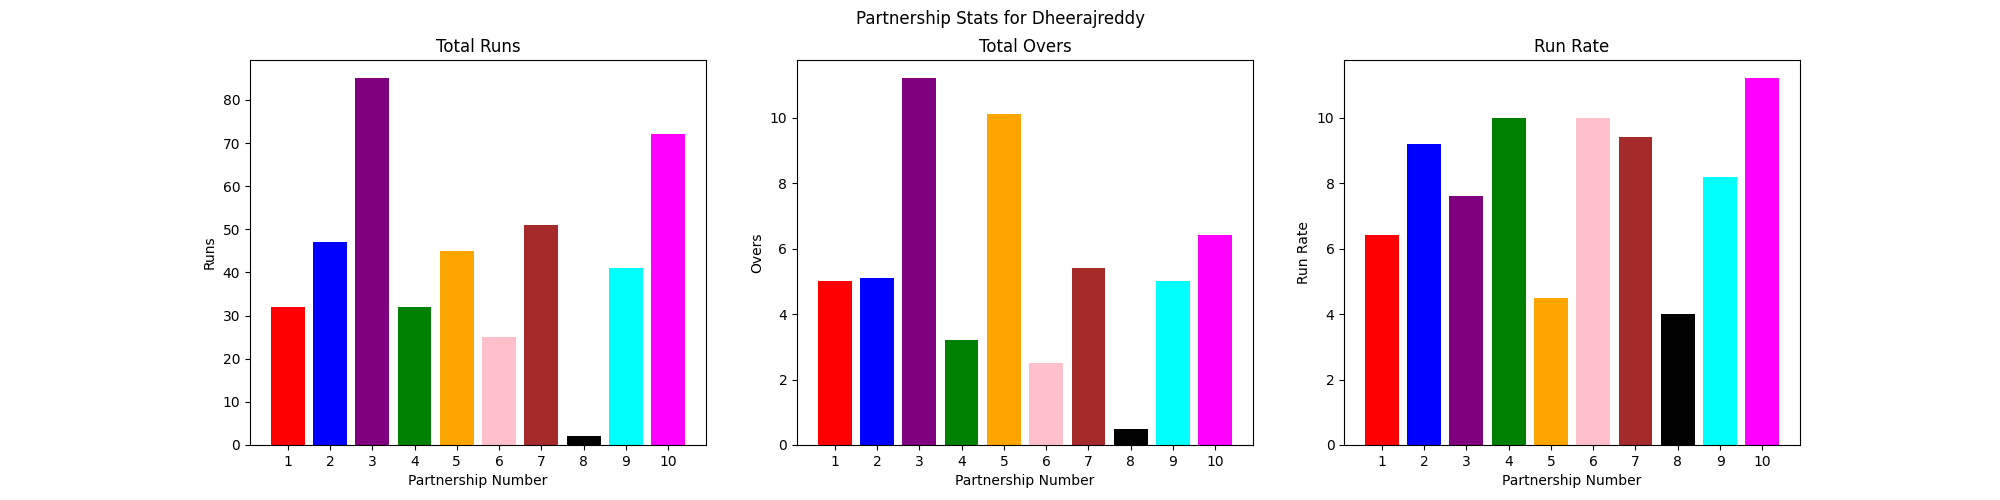 Partnership Stats for Dheerajreddy
Total Runs
Runs
80
70
60
50
40
30
20
10
0
1 2 3 4 5 6 7 8 9 10
Partnership Number
Total Overs
Overs
10
8
6
4
2
0
1 2 3 4 5 6 7 8 9 10
Partnership Number
Run Rate
Run Rate
10
8
6
4
2
0
1 2 3 4 5 6 7 8 9 10
Partnership Number